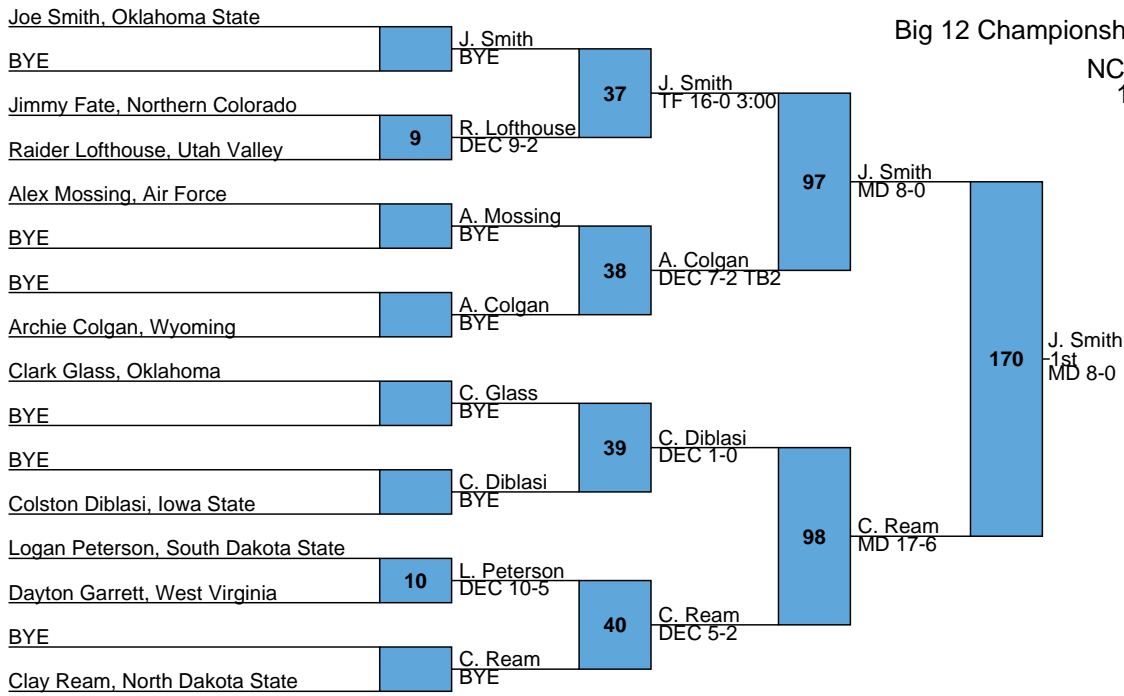 Joe Smith, Oklahoma State
BYE
Jimmy Fate, Northern Colorado
Raider Lofthouse, Utah Valley
Alex Mossing, Air Force
BYE
BYE
Archie Colgan, Wyoming
Clark Glass, Oklahoma
BYE
BYE
Colston Diblasi, Iowa State
Logan Peterson, South Dakota State
Dayton Garrett, West Virginia
BYE
Clay Ream, North Dakota State
9
10
J. Smith
BYE
R. Lofthouse
DEC 9-2
A. Mossing
BYE
A. Colgan
BYE
C. Glass
BYE
C. Diblasi
BYE
L. Peterson
DEC 10-5
C. Ream
BYE
37
38
39
40
J. Smith
TF 16-0 3:00
A. Colgan
DEC 7-2 TB2
C. Diblasi
DEC 1-0
C. Ream
DEC 5-2
97
98
J. Smith
MD 8-0
C. Ream
MD 17-6
170
J. Smith
1st
MD 8-0
Big 12 Championsh
NC
1